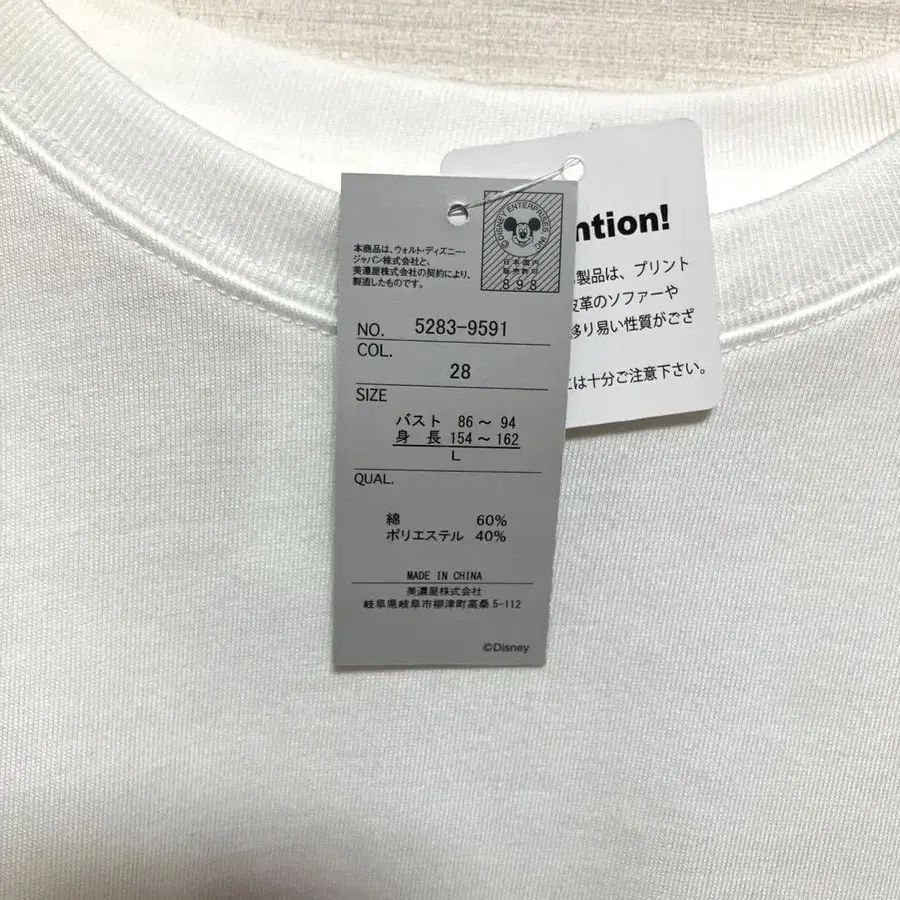 本商品は、ウォルト・ディズニー・
ジャパン株式会社と、
美濃屋株式会社の契約により、
製造したものです。
©DISNEY ENTERPRISES, INC.
日本国内
販売許可
898
NO. 5283-9591
COL.
28
SIZE
バスト 86～ 94
身 長 154～162
L
QUAL.
綿 60%
ポリエステル 40%
MADE IN CHINA
美濃屋株式会社
岐阜県岐阜市柳津町高桑5-112
©Disney
ntion!
製品は、プリント
皮革のソファーや
移り易い性質がござ
には十分ご注意下さい。